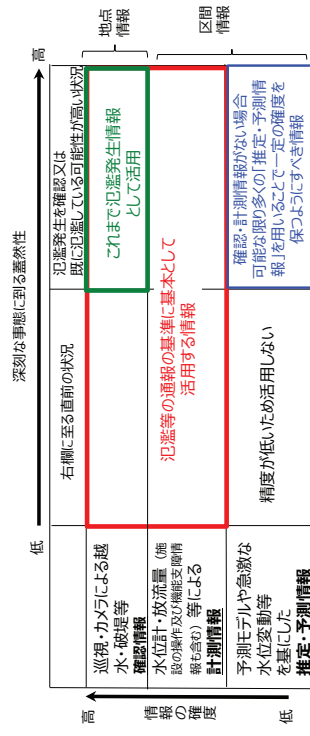 深刻な事態に到る蓋然性
低
高
右欄に至る直前の状況
氾濫発生を確認又は
既に氾濫している可能性が高い状況
高
情報の確度
低
巡視・カメラによる越
水・破堤等
確認情報
これまで氾濫発生情報
として活用
地点
情報
水位計・放流量（施
設の操作及び機能支障情
報も含む）等による
計測情報
氾濫等の通報の基準に基本として
活用する情報
区間
情報
予測モデルや急激な
水位変動等
を基にした
推定・予測情報
精度が低いため活用しない
確認・計測情報がない場合
可能な限り多くの「推定・予測情
報」を用いることで一定の確度を
保つようにすべき情報